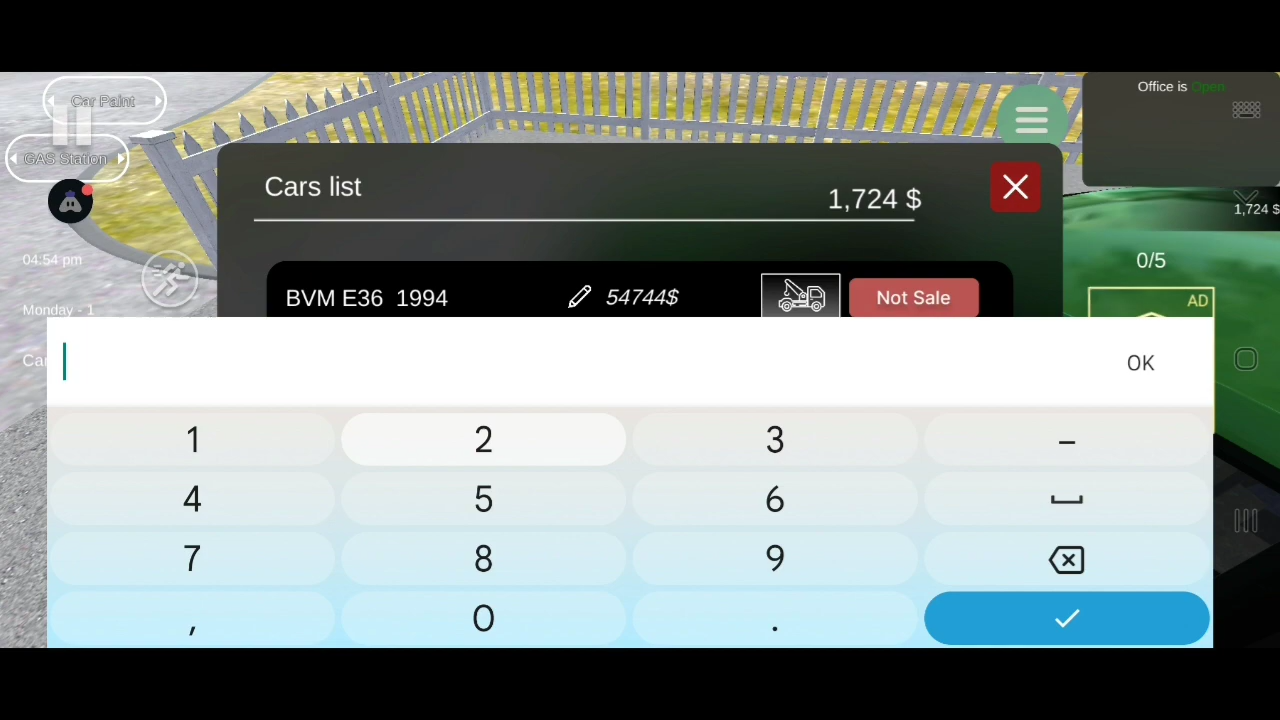 Car Paint
GAS Station
04:54 pm
Monday - 1
Car
Office is Open
1,724 $
0/5
AD
Cars list
1,724 $
BVM E36 1994
54744$
Not Sale
OK
1 2 3 –
4 5 6
7 8 9
, 0 .